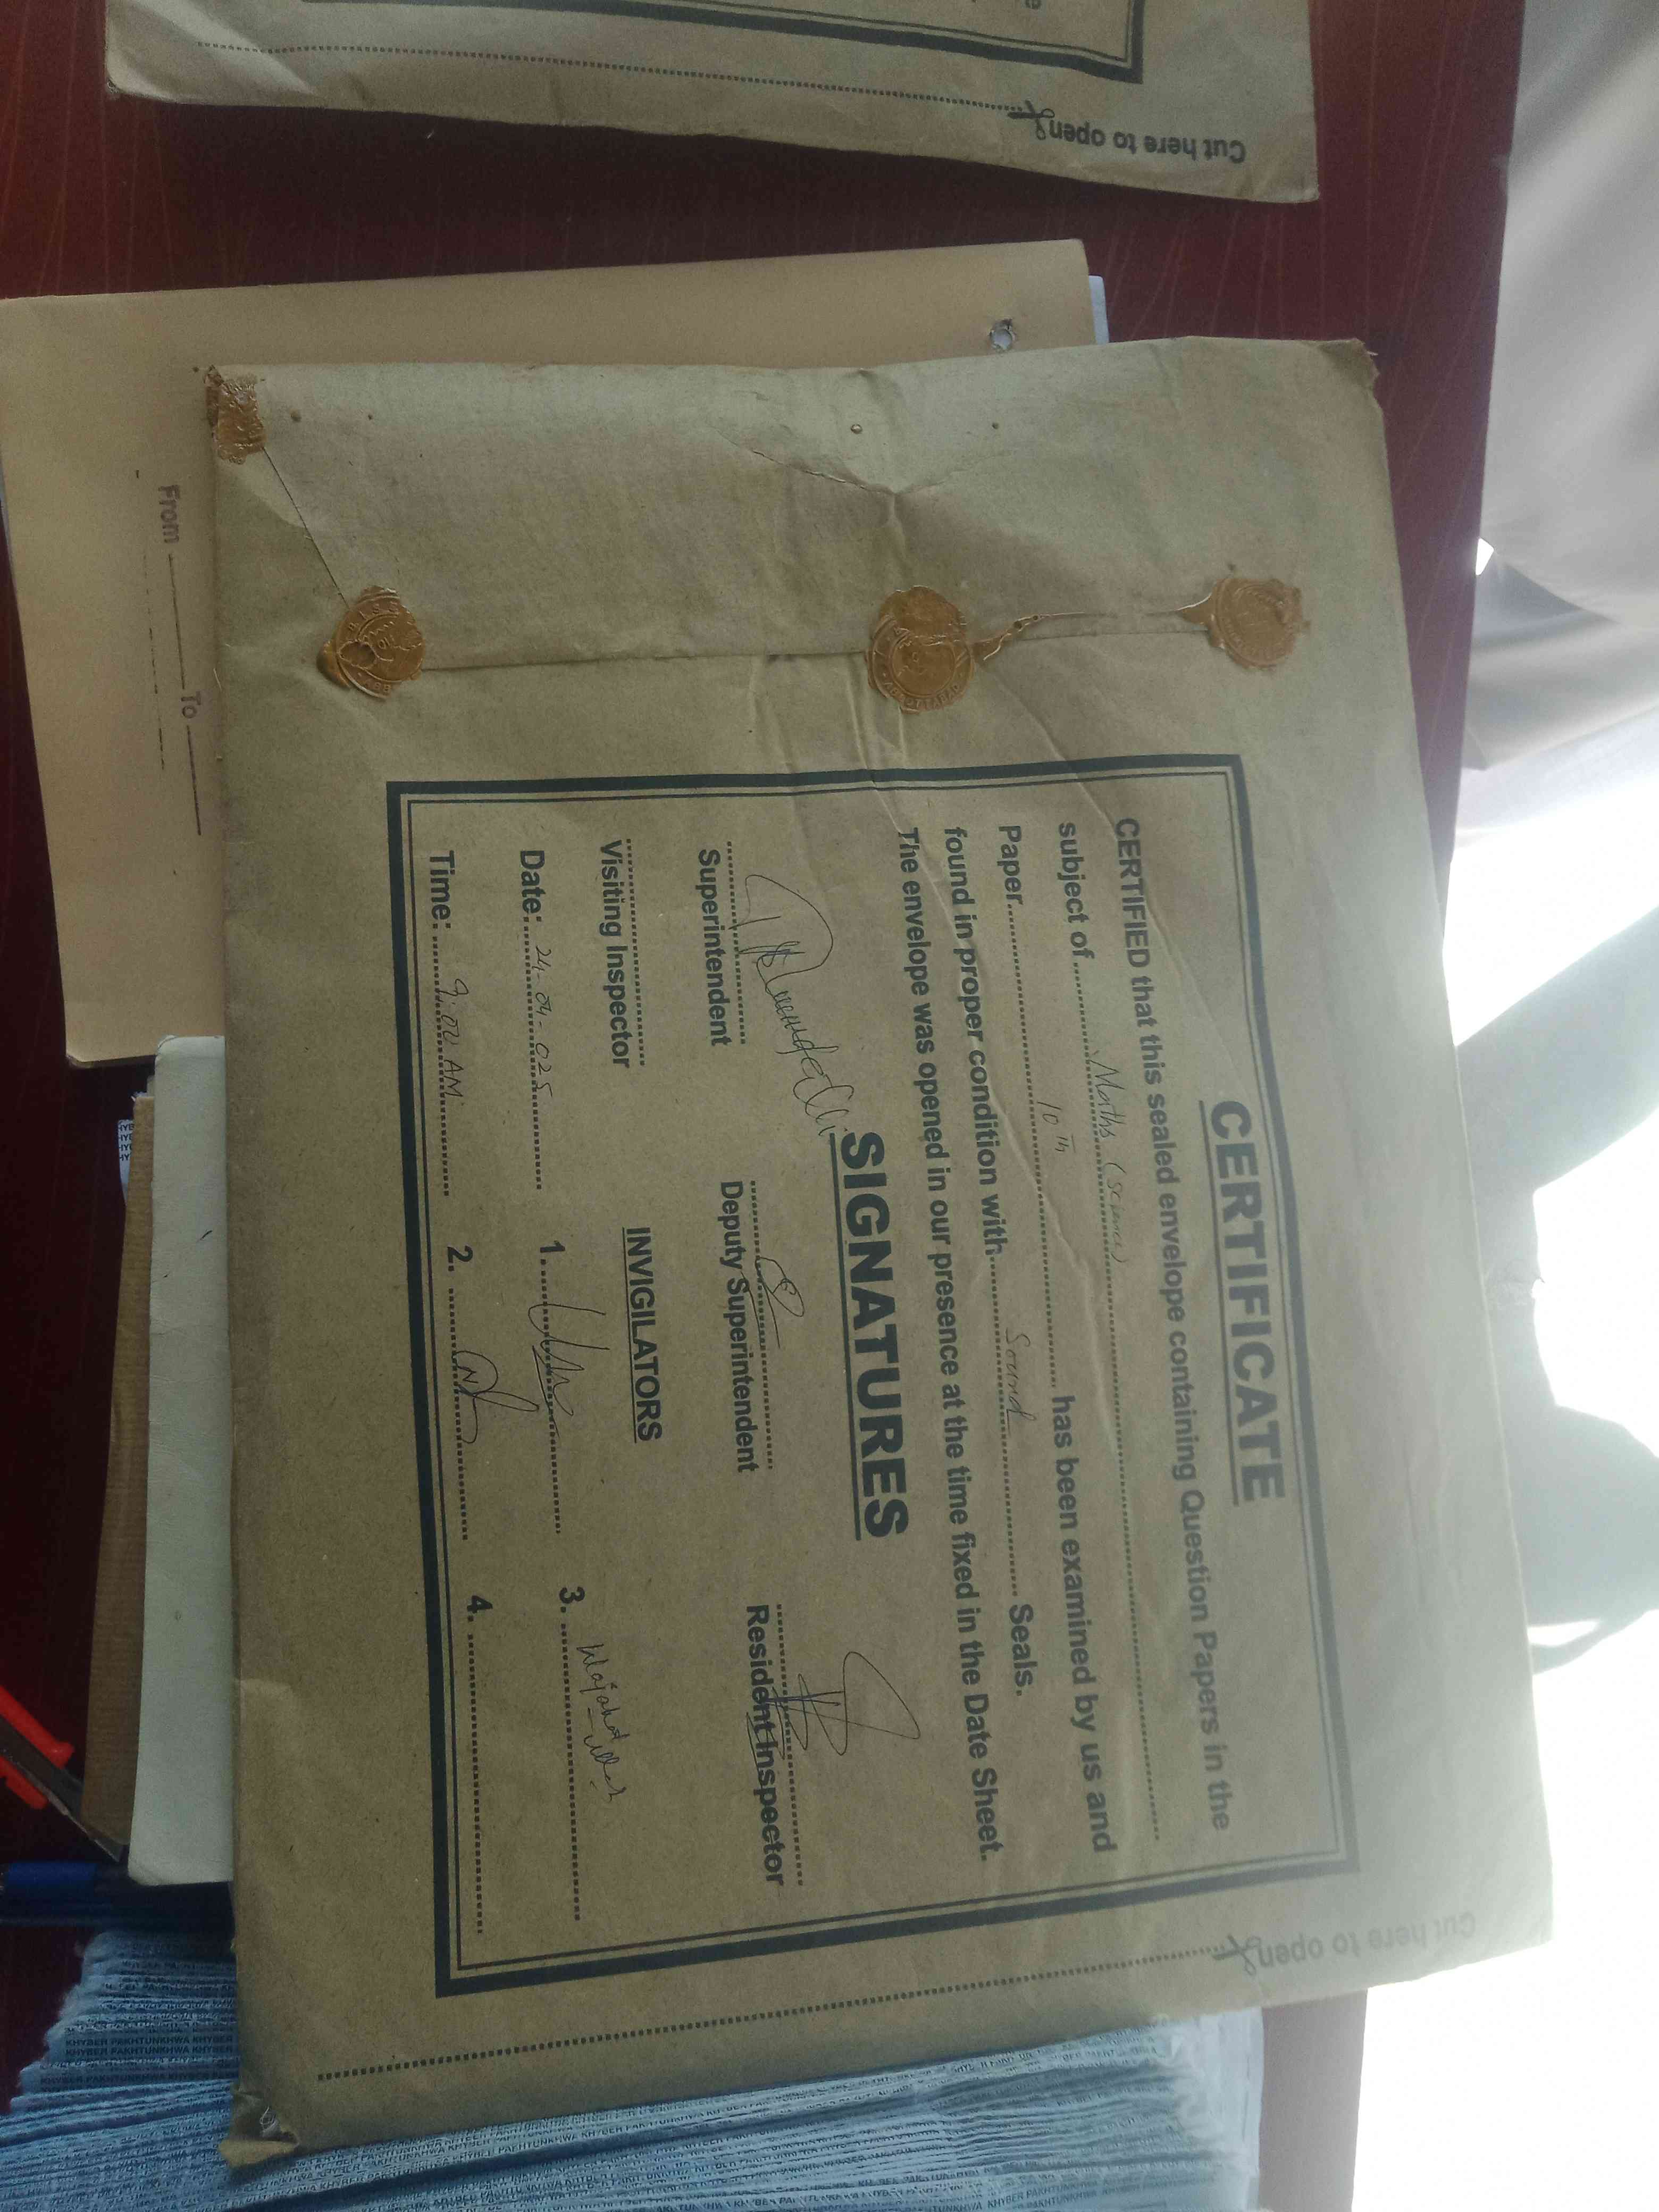 CERTIFICATE
CERTIFIED that this sealed envelope containing Question Papers in the
subject of Maths (Science)
Paper 10th has been examined by us and
found in proper condition with Sound Seals.
The envelope was opened in our presence at the time fixed in the Date Sheet.
SIGNATURES
Superintendent Deputy Superintendent Resident Inspector
Visiting Inspector INVIGILATORS
Date: 24-04-025 1. 3. Wajahat ullah
Time: 9:00 AM 2. 4.
Cut here to open
Cut here to open
From To
KHYBER PAKHTUNKHWA KHYBER